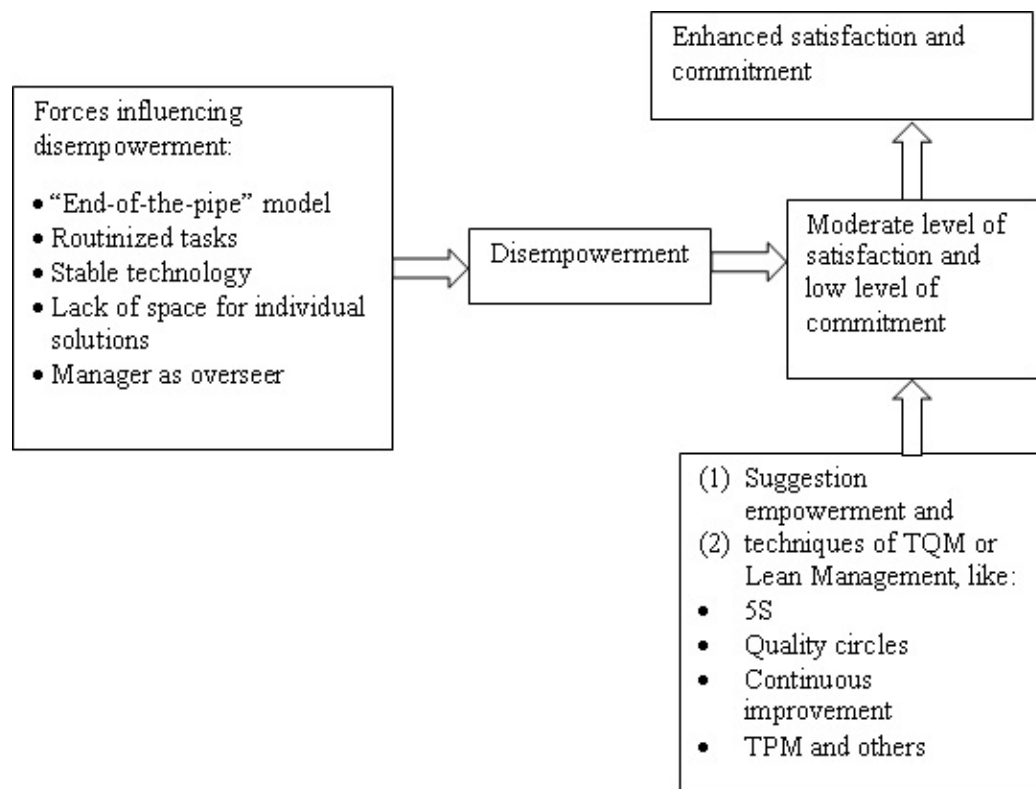 Enhanced satisfaction and
commitment
Forces influencing
disempowerment:
• “End-of-the-pipe” model
• Routinized tasks
• Stable technology
• Lack of space for individual
solutions
• Manager as overseer
Disempowerment
Moderate level of
satisfaction and
low level of
commitment
(1) Suggestion
empowerment and
(2) techniques of TQM or
Lean Management, like:
• 5S
• Quality circles
• Continuous
improvement
• TPM and others